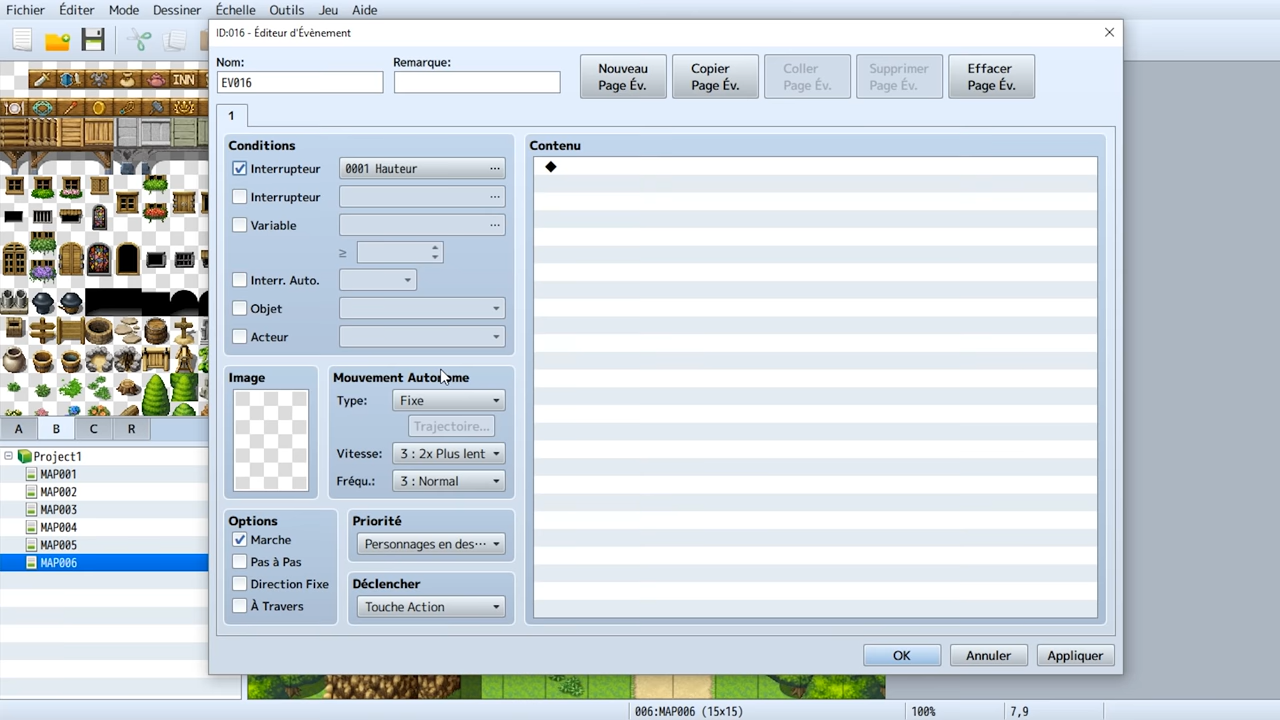 Fichier Éditer Mode Dessiner Échelle Outils Jeu Aide
ID:016 - Éditeur d'Évènement
Nom: Remarque:
EV016
Nouveau Page Év.
Copier Page Év.
Coller Page Év.
Supprimer Page Év.
Effacer Page Év.
INN
1
Conditions
Interrupteur 0001 Hauteur ...
Interrupteur ...
Variable ...
≥
Interr. Auto.
Objet
Acteur
Image
Mouvement Autonome
Type: Fixe
Trajectoire...
Vitesse: 3 : 2x Plus lent
Fréqu.: 3 : Normal
Options
Marche
Pas à Pas
Direction Fixe
À Travers
Priorité
Personnages en des...
Déclencher
Touche Action
Contenu
OK Annuler Appliquer
A B C R
Project1
MAP001
MAP002
MAP003
MAP004
MAP005
MAP006
006:MAP006 (15x15) 100% 7,9